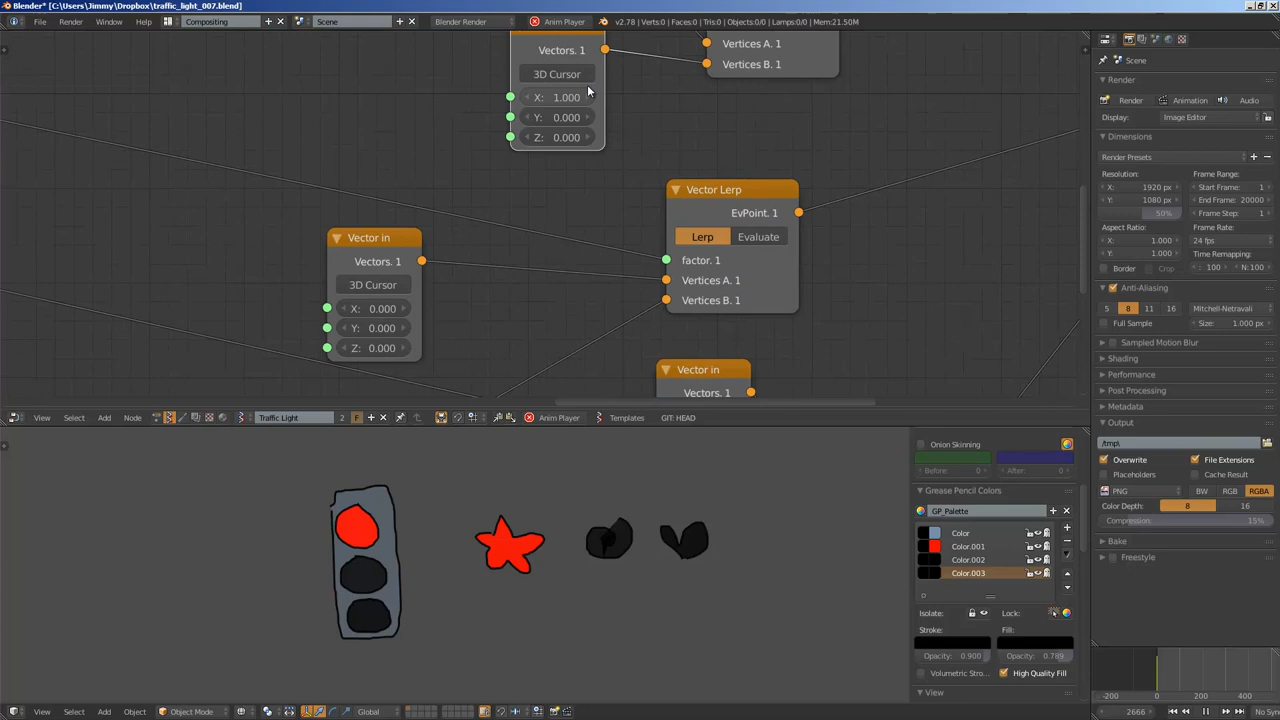 Blender* [C:\Users\Jimmy\Dropbox\traffic_light_007.blend]
File Render Window Help Compositing Scene Blender Render Anim Player v2.78 | Verts:0 | Faces:0 | Tris:0 | Objects:0/0 | Lamps:0/0 | Mem:21.50M
Vectors. 1
3D Cursor
X: 1.000
Y: 0.000
Z: 0.000
Vertices A. 1
Vertices B. 1
Vector Lerp
EvPoint. 1
Lerp Evaluate
factor. 1
Vertices A. 1
Vertices B. 1
Vector in
Vectors. 1
3D Cursor
X: 0.000
Y: 0.000
Z: 0.000
Vector in
Vectors. 1
View Select Add Node Traffic Light 2 F Anim Player Templates GIT: HEAD
Onion Skinning
Before: 0 After: 0
Grease Pencil Colors
GP_Palette
Color
Color.001
Color.002
Color.003
Isolate: Lock:
Stroke: Fill:
Opacity: 0.900 Opacity: 0.789
Volumetric Stro... High Quality Fill
View
View Select Add Object Object Mode Global
Scene
Render
Render Animation Audio
Display: Image Editor
Dimensions
Render Presets
Resolution: Frame Range:
X: 1920 px Start Frame: 1
Y: 1080 px End Frame: 20000
50% Frame Step: 1
Aspect Ratio: Frame Rate:
X: 1.000 24 fps
Y: 1.000 Time Remapping:
Border Crop : 100 N: 100
Anti-Aliasing
5 8 11 16 Mitchell-Netravali
Full Sample Size: 1.000 px
Sampled Motion Blur
Shading
Performance
Post Processing
Metadata
Output
/tmp\
Overwrite File Extensions
Placeholders Cache Result
PNG BW RGB RGBA
Color Depth: 8 16
Compression: 15%
Bake
Freestyle
-200 0 200 400
2666 No Syn